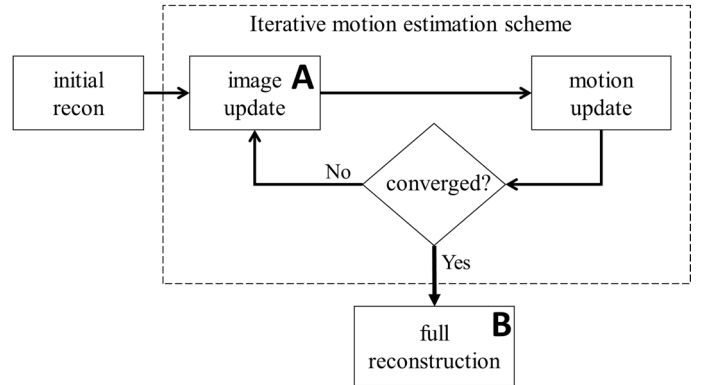 Iterative motion estimation scheme
initial
recon
image
update
A
motion
update
converged?
No
Yes
full
reconstruction
B